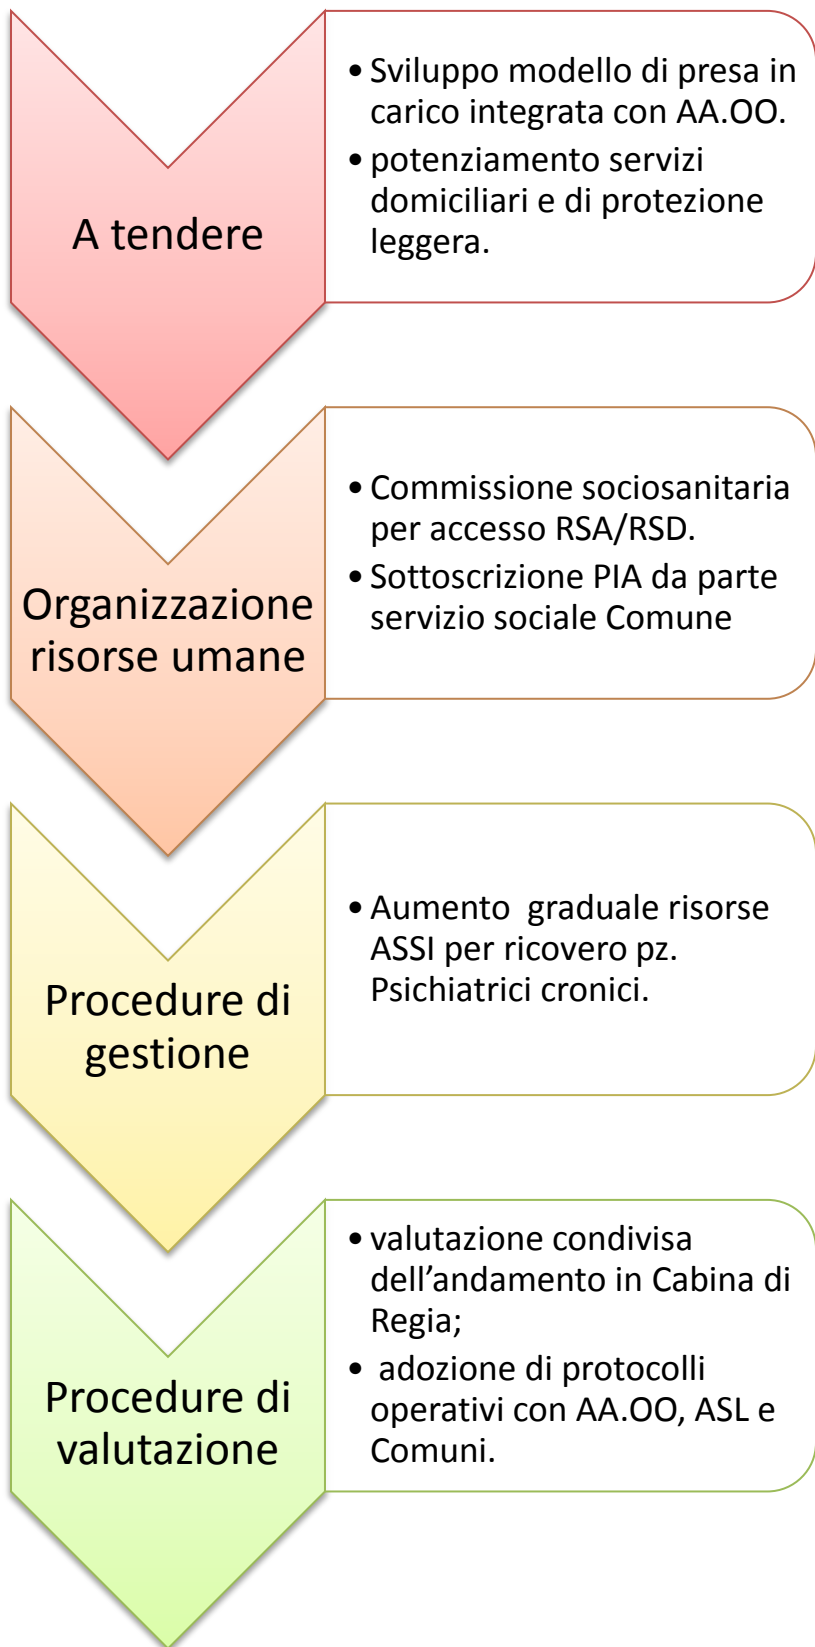 A tendere
• Sviluppo modello di presa in
carico integrata con AA.OO.
• potenziamento servizi
domiciliari e di protezione
leggera.
Organizzazione
risorse umane
• Commissione sociosanitaria
per accesso RSA/RSD.
• Sottoscrizione PIA da parte
servizio sociale Comune
Procedure di
gestione
• Aumento  graduale risorse
ASSI per ricovero pz.
Psichiatrici cronici.
Procedure di
valutazione
• valutazione condivisa
dell’andamento in Cabina di
Regia;
•  adozione di protocolli
operativi con AA.OO, ASL e
Comuni.